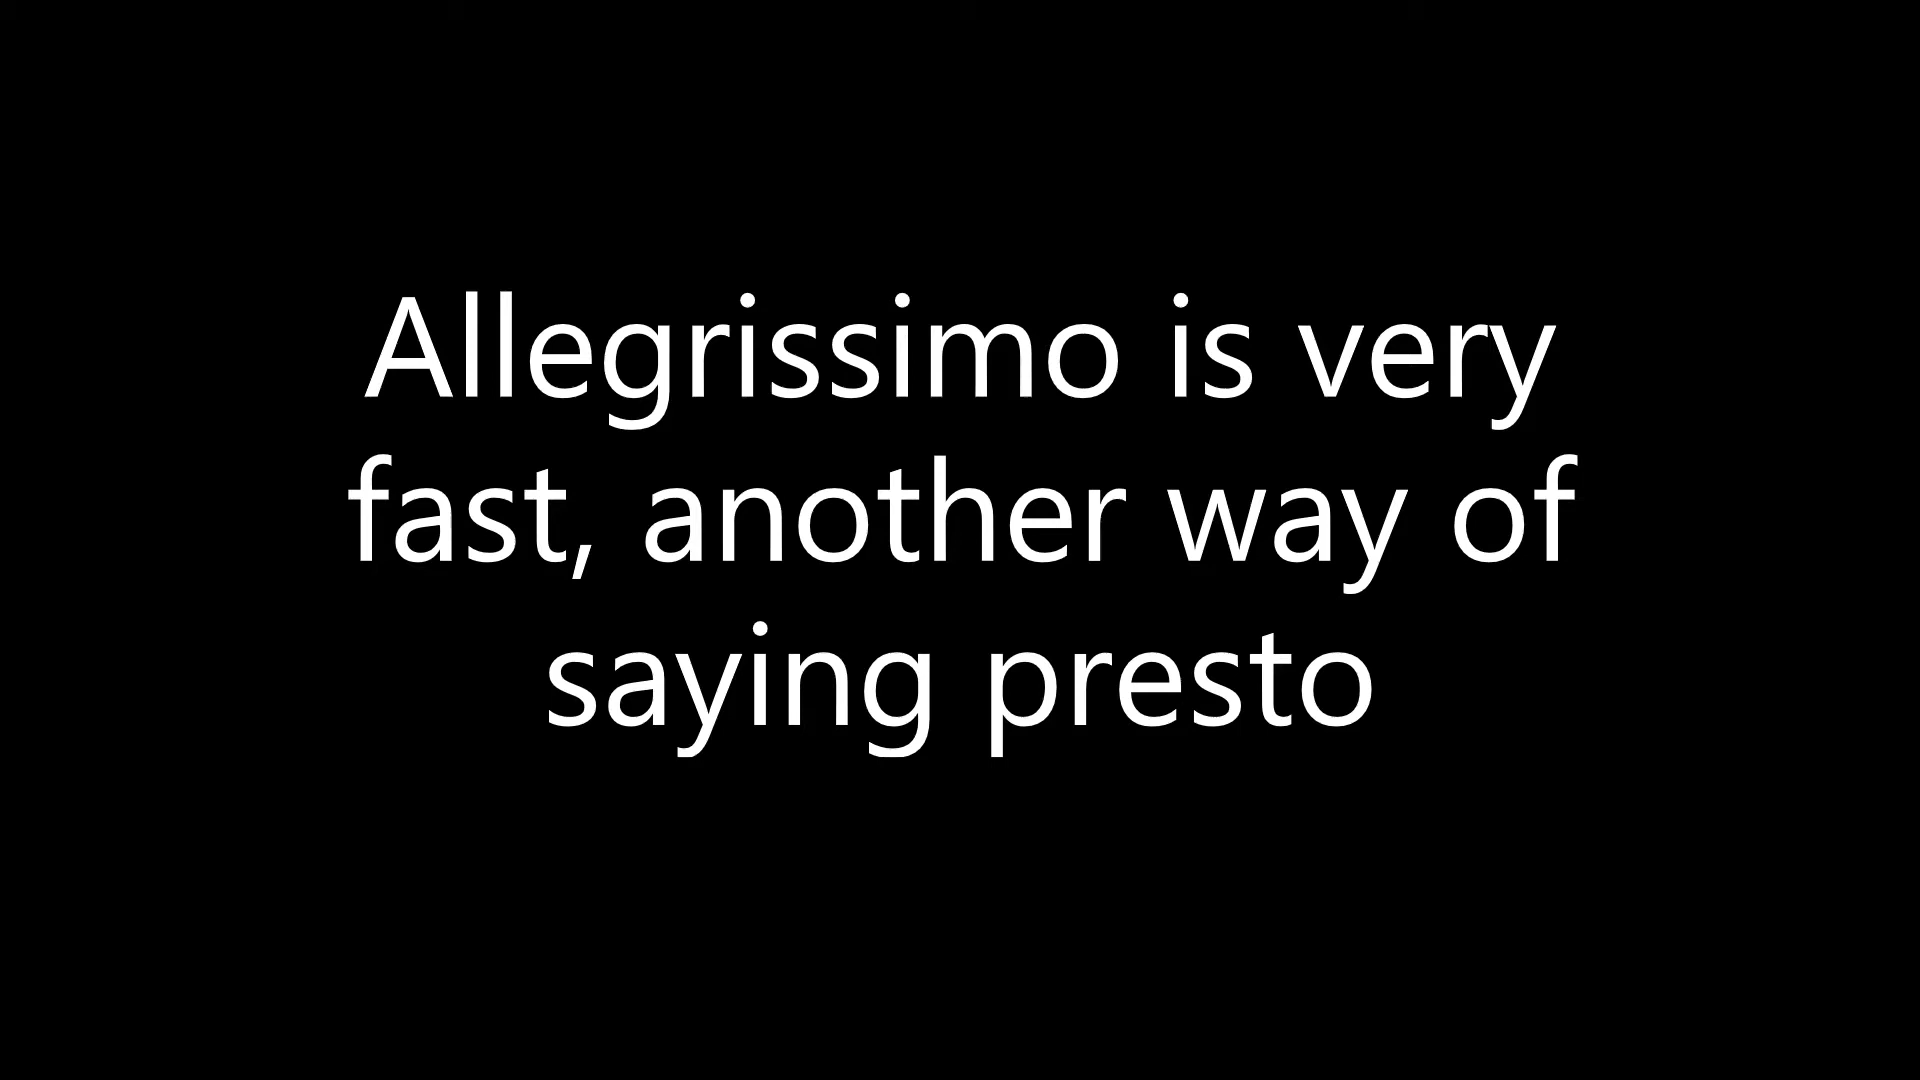 Allegrissimo is very
fast, another way of
saying presto